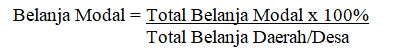 Belanja Modal = Total Belanja Modal x 100%
Total Belanja Daerah/Desa